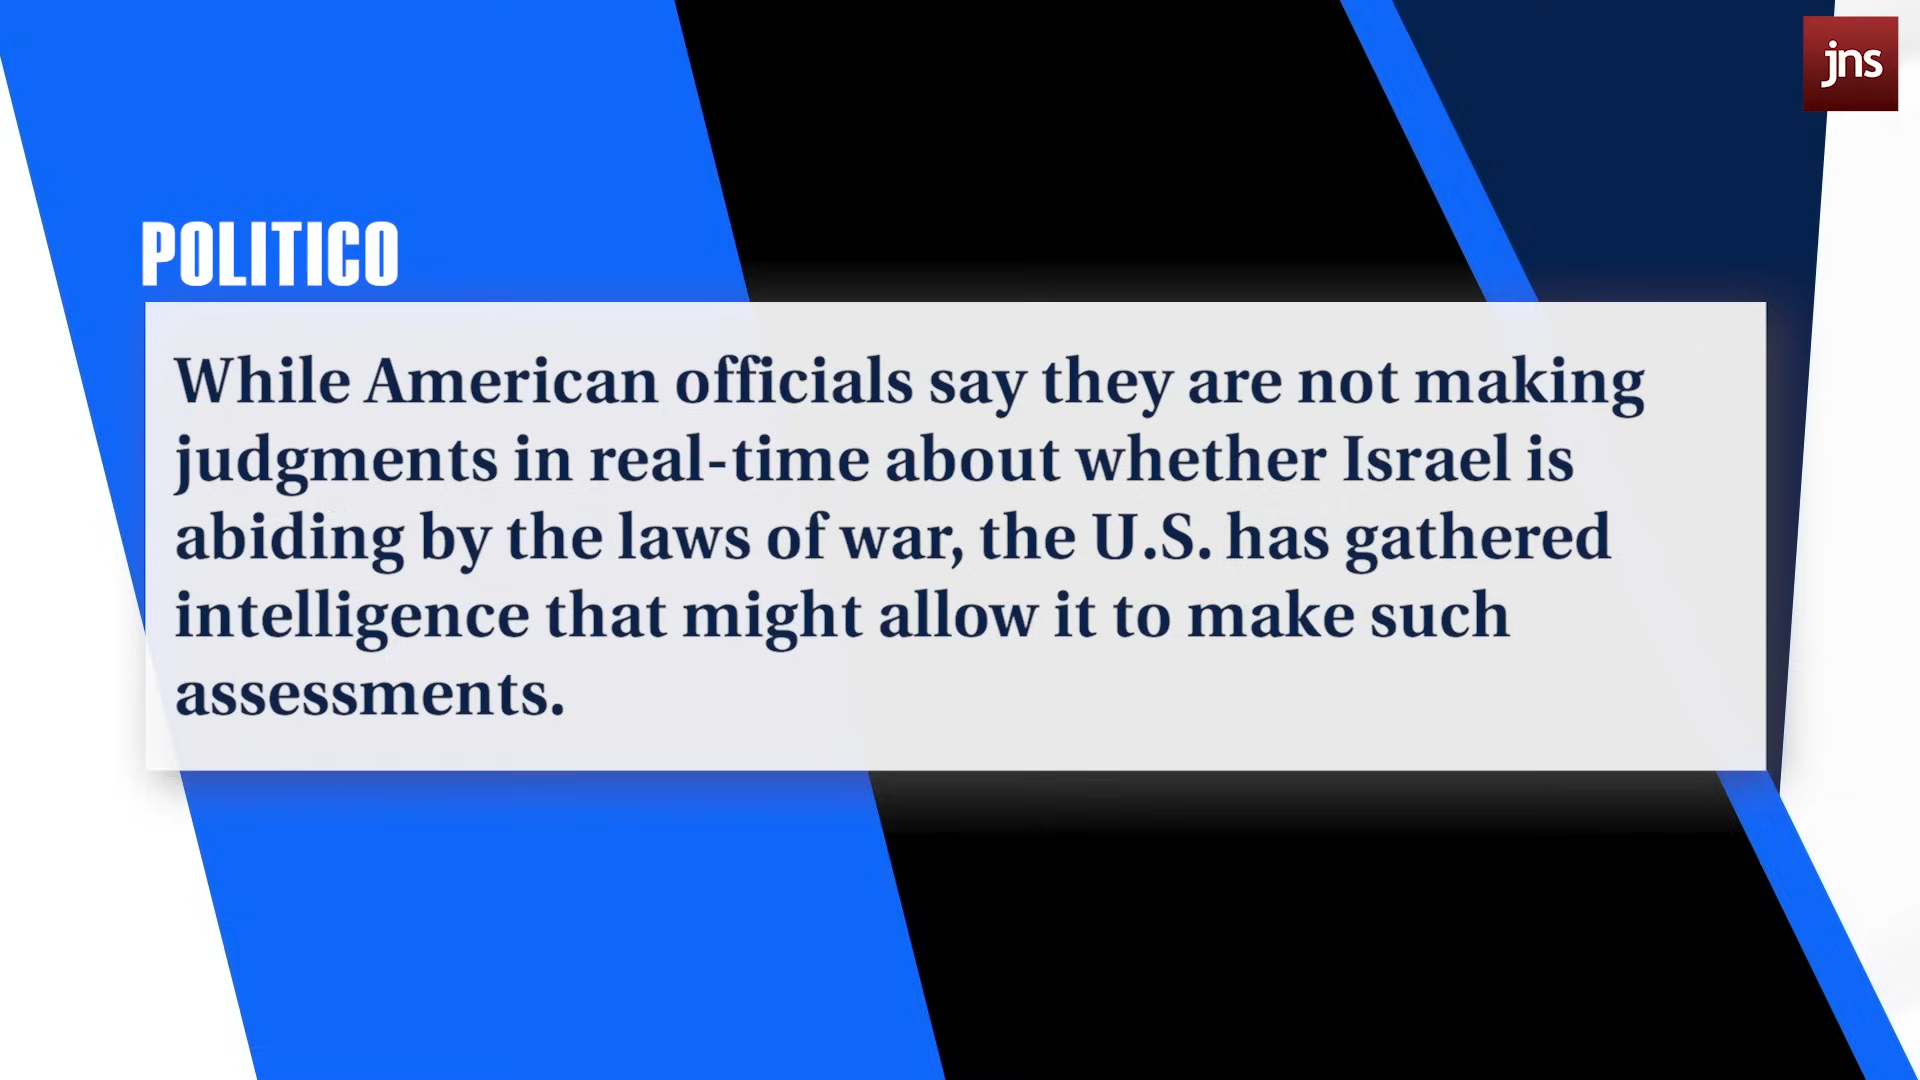 jns
POLITICO
While American officials say they are not making
judgments in real-time about whether Israel is
abiding by the laws of war, the U.S. has gathered
intelligence that might allow it to make such
assessments.